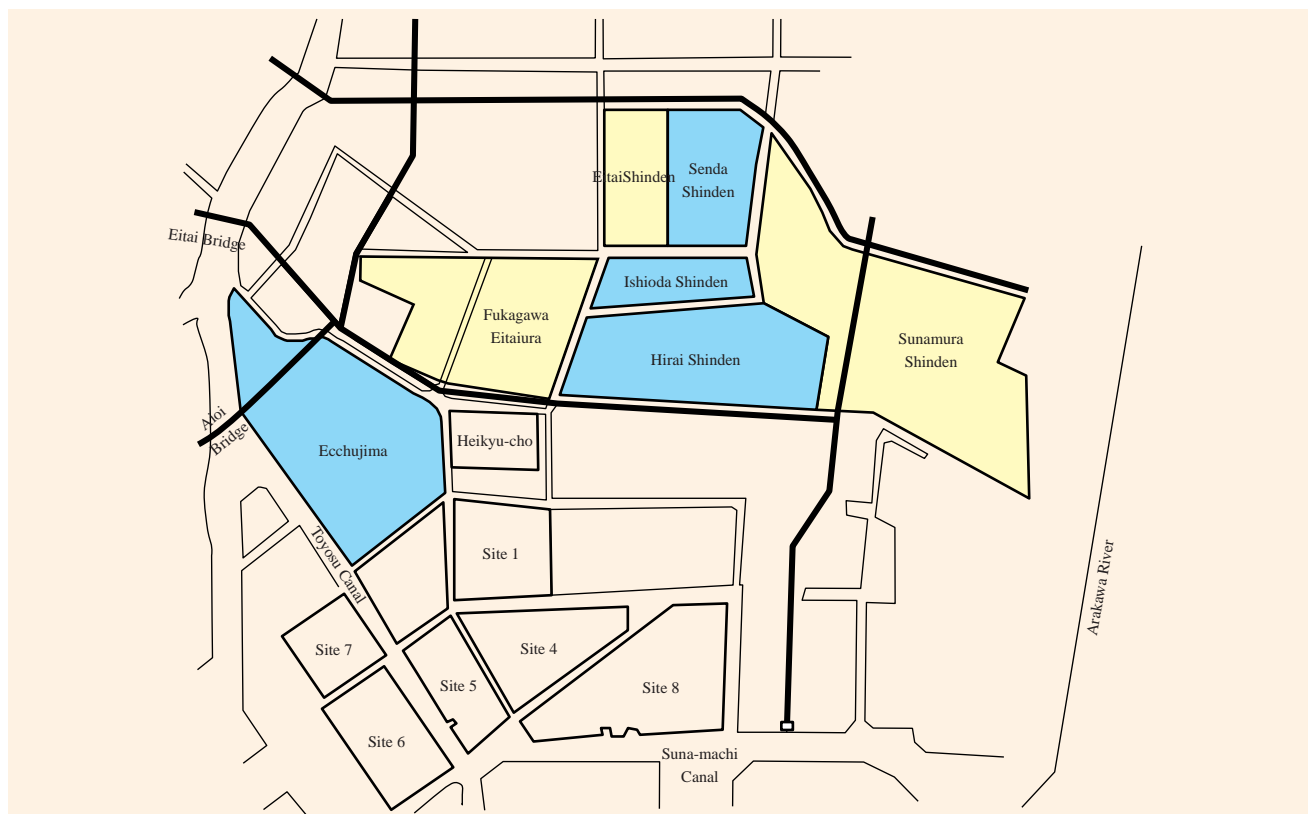 EitaiShinden
Senda
Shinden
Eitai Bridge
Ishioda Shinden
Fukagawa
Eitaiura
Sunamura
Shinden
Hirai Shinden
Aioi
Bridge
Ecchujima
Heikyu-cho
Toyosu Canal
Site 1
Arakawa River
Site 7
Site 4
Site 5
Site 8
Site 6
Suna-machi
Canal